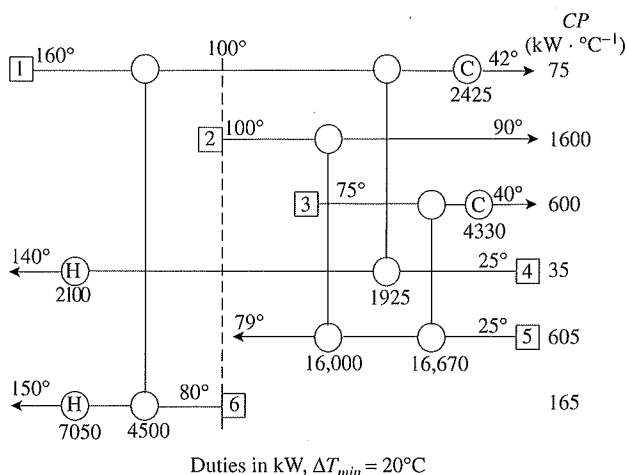 CP
(kW · °C⁻¹)
1 160° 100° C 42° 75
2425
2 100° 90° 1600
3 75° C 40° 600
4330
140° H 25° 4 35
2100 1925
79° 25° 5 605
16,000 16,670
150° H 80° 6 165
7050 4500
Duties in kW, ΔT_min = 20°C